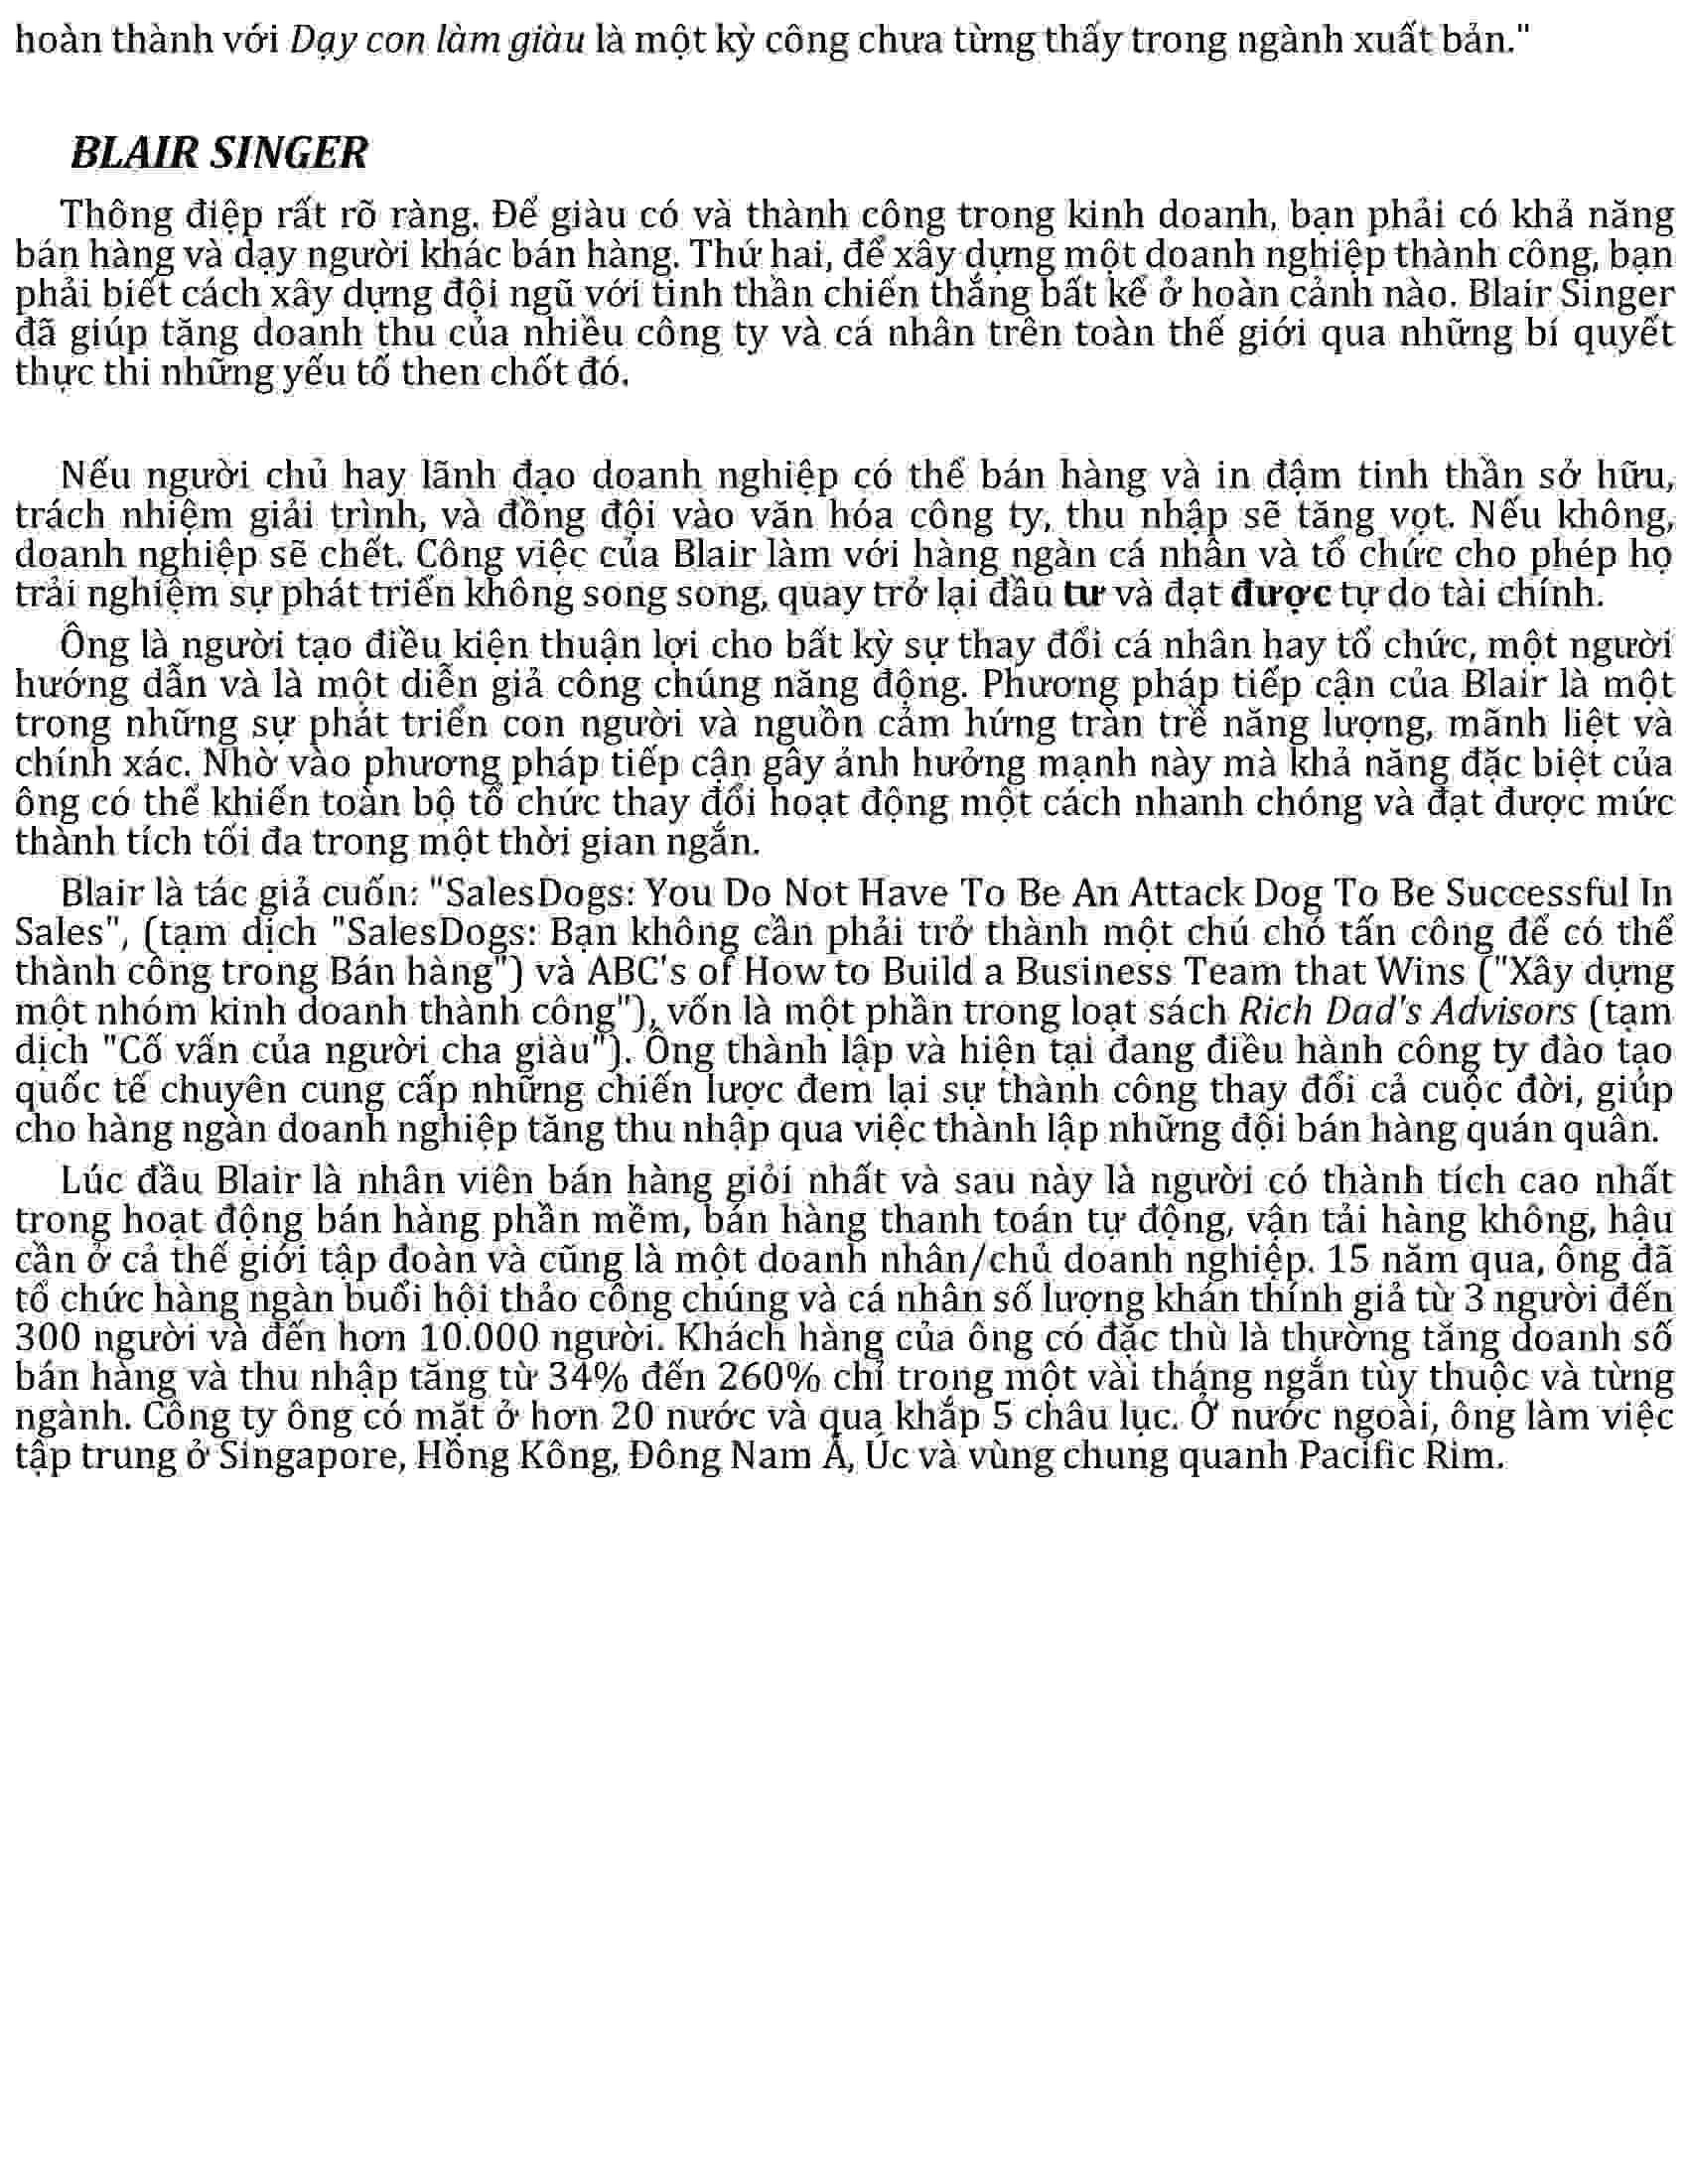 hoàn thành với Dạy con làm giàu là một kỳ công chưa từng thấy trong ngành xuất bản."
BLAIR SINGER
Thông điệp rất rõ ràng. Để giàu có và thành công trong kinh doanh, bạn phải có khả năng
bán hàng và dạy người khác bán hàng. Thứ hai, để xây dựng một doanh nghiệp thành công, bạn
phải biết cách xây dựng đội ngũ với tinh thần chiến thắng bất kể ở hoàn cảnh nào. Blair Singer
đã giúp tăng doanh thu của nhiều công ty và cá nhân trên toàn thế giới qua những bí quyết
thực thi những yếu tố then chốt đó.
Nếu người chủ hay lãnh đạo doanh nghiệp có thể bán hàng và in đậm tinh thần sở hữu,
trách nhiệm giải trình, và đồng đội vào văn hóa công ty, thu nhập sẽ tăng vọt. Nếu không,
doanh nghiệp sẽ chết. Công việc của Blair làm với hàng ngàn cá nhân và tổ chức cho phép họ
trải nghiệm sự phát triển không song song, quay trở lại đầu tư và đạt được tự do tài chính.
Ông là người tạo điều kiện thuận lợi cho bất kỳ sự thay đổi cá nhân hay tổ chức, một người
hướng dẫn và là một diễn giả công chúng năng động. Phương pháp tiếp cận của Blair là một
trong những sự phát triển con người và nguồn cảm hứng tràn trề năng lượng, mãnh liệt và
chính xác. Nhờ vào phương pháp tiếp cận gây ảnh hưởng mạnh này mà khả năng đặc biệt của
ông có thể khiến toàn bộ tổ chức thay đổi hoạt động một cách nhanh chóng và đạt được mức
thành tích tối đa trong một thời gian ngắn.
Blair là tác giả cuốn: "SalesDogs: You Do Not Have To Be An Attack Dog To Be Successful In
Sales", (tạm dịch "SalesDogs: Bạn không cần phải trở thành một chú chó tấn công để có thể
thành công trong Bán hàng") và ABC's of How to Build a Business Team that Wins ("Xây dựng
một nhóm kinh doanh thành công"), vốn là một phần trong loạt sách Rich Dad's Advisors (tạm
dịch "Cố vấn của người cha giàu"). Ông thành lập và hiện tại đang điều hành công ty đào tạo
quốc tế chuyên cung cấp những chiến lược đem lại sự thành công thay đổi cả cuộc đời, giúp
cho hàng ngàn doanh nghiệp tăng thu nhập qua việc thành lập những đội bán hàng quán quân.
Lúc đầu Blair là nhân viên bán hàng giỏi nhất và sau này là người có thành tích cao nhất
trong hoạt động bán hàng phần mềm, bán hàng thanh toán tự động, vận tải hàng không, hậu
cần ở cả thế giới tập đoàn và cũng là một doanh nhân/chủ doanh nghiệp. 15 năm qua, ông đã
tổ chức hàng ngàn buổi hội thảo công chúng và cá nhân số lượng khán thính giả từ 3 người đến
300 người và đến hơn 10.000 người. Khách hàng của ông có đặc thù là thường tăng doanh số
bán hàng và thu nhập tăng từ 34% đến 260% chỉ trong một vài tháng ngắn tùy thuộc và từng
ngành. Công ty ông có mặt ở hơn 20 nước và qua khắp 5 châu lục. Ở nước ngoài, ông làm việc
tập trung ở Singapore, Hồng Kông, Đông Nam Á, Úc và vùng chung quanh Pacific Rim.